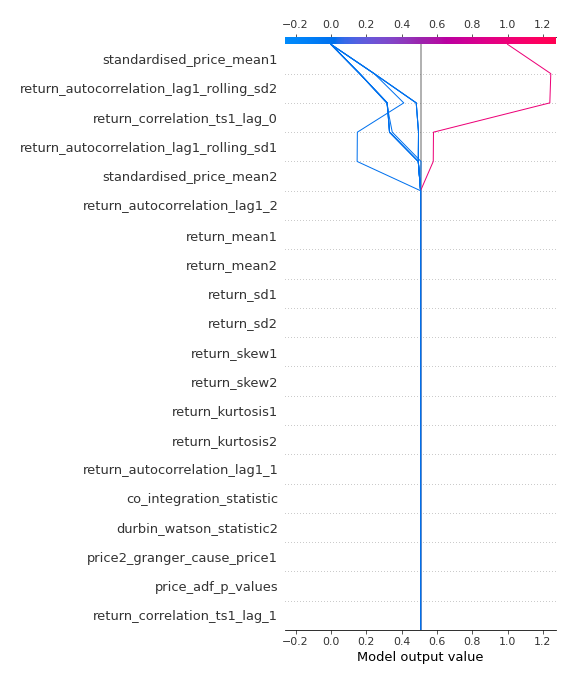 −0.2 0.0 0.2 0.4 0.6 0.8 1.0 1.2
standardised_price_mean1
return_autocorrelation_lag1_rolling_sd2
return_correlation_ts1_lag_0
return_autocorrelation_lag1_rolling_sd1
standardised_price_mean2
return_autocorrelation_lag1_2
return_mean1
return_mean2
return_sd1
return_sd2
return_skew1
return_skew2
return_kurtosis1
return_kurtosis2
return_autocorrelation_lag1_1
co_integration_statistic
durbin_watson_statistic2
price2_granger_cause_price1
price_adf_p_values
return_correlation_ts1_lag_1
−0.2 0.0 0.2 0.4 0.6 0.8 1.0 1.2
Model output value